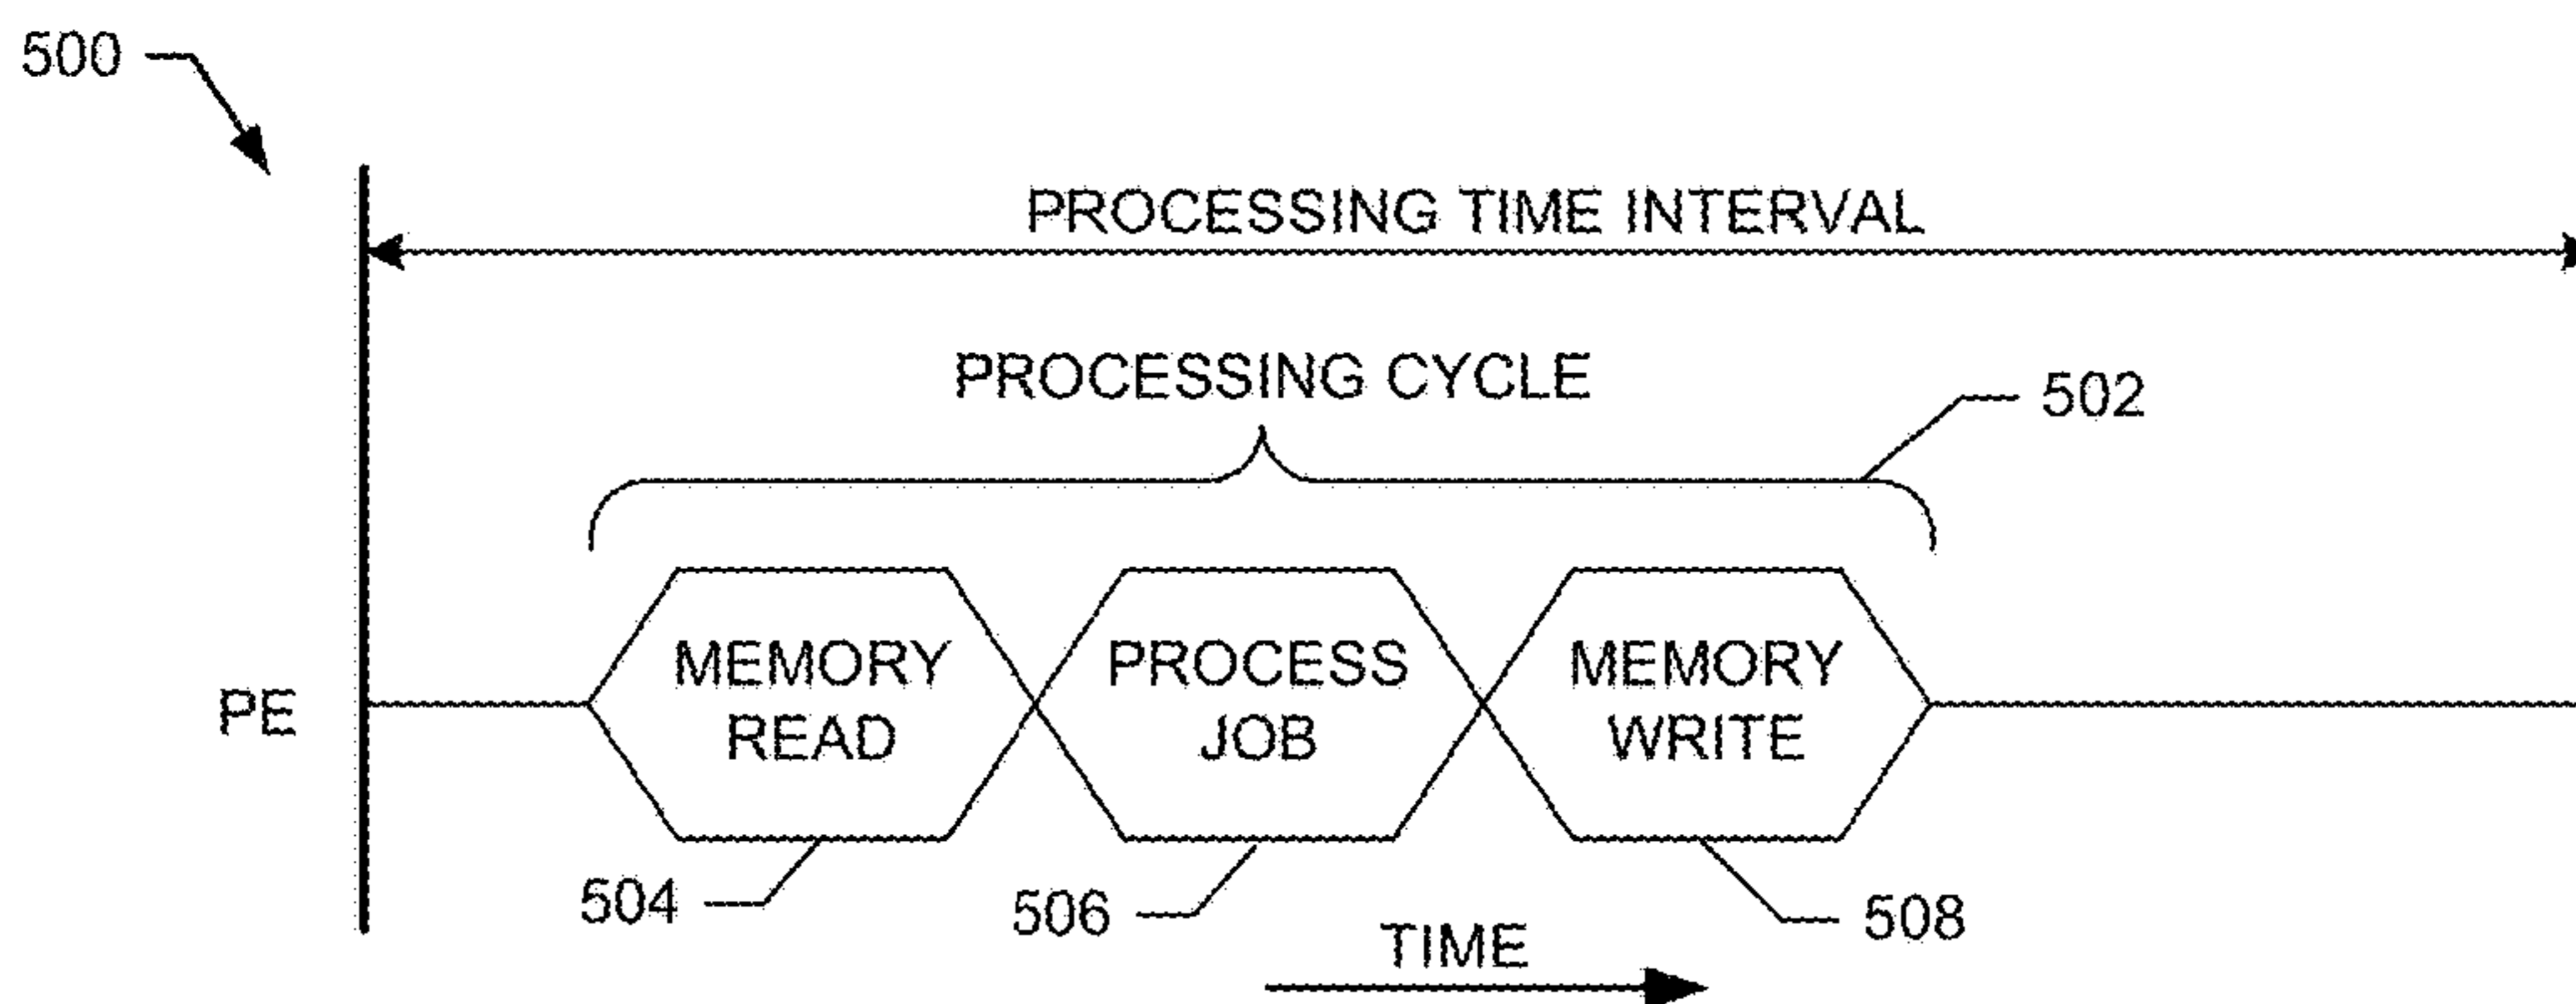 500
PROCESSING TIME INTERVAL
PROCESSING CYCLE
502
MEMORY READ
PROCESS JOB
MEMORY WRITE
PE
504
506
508
TIME